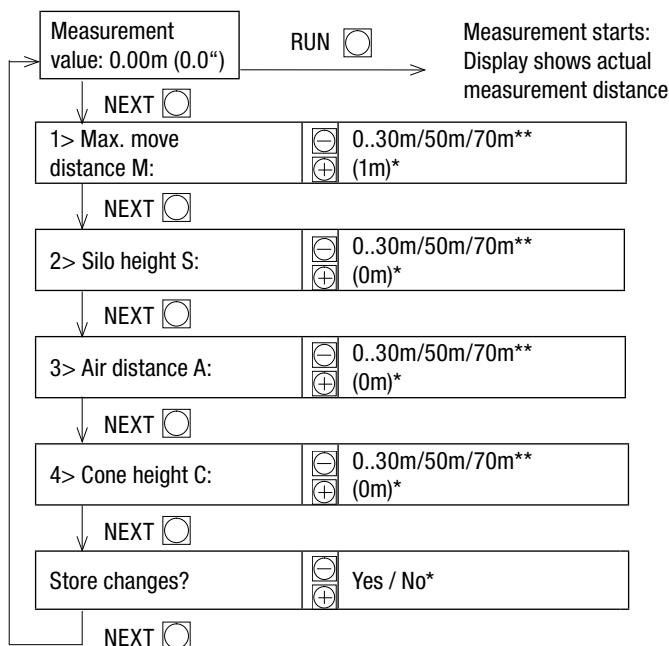 Measurement
value: 0.00m (0.0“)
RUN
Measurement starts:
Display shows actual
measurement distance
NEXT
1> Max. move
distance M:
0..30m/50m/70m**
(1m)*
NEXT
2> Silo height S:
0..30m/50m/70m**
(0m)*
NEXT
3> Air distance A:
0..30m/50m/70m**
(0m)*
NEXT
4> Cone height C:
0..30m/50m/70m**
(0m)*
NEXT
Store changes?
Yes / No*
NEXT